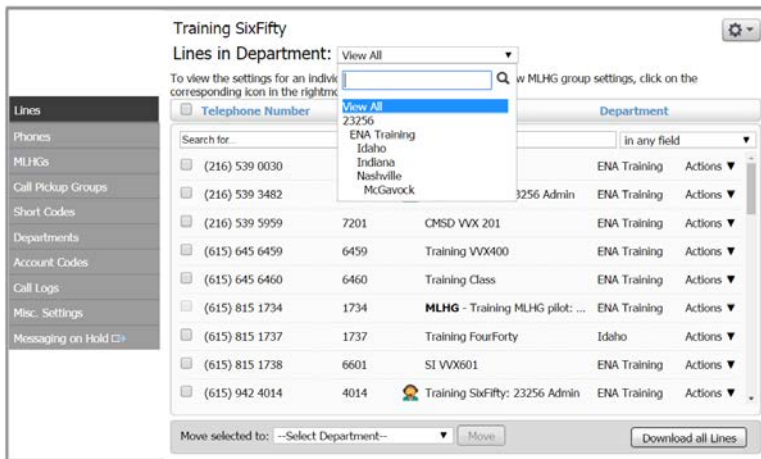 Training SixFifty
Lines in Department: View All
To view the settings for an indivi w MLHG group settings, click on the
corresponding icon in the rightmo
View All
23256
ENA Training
Idaho
Indiana
Nashville
McGavock
Lines
Phones
MLHGs
Call Pickup Groups
Short Codes
Departments
Account Codes
Call Logs
Misc. Settings
Messaging on Hold
Telephone Number Department
Search for... in any field
(216) 539 0030 ENA Training Actions
(216) 539 3482 3256 Admin ENA Training Actions
(216) 539 5959 7201 CMSD VVX 201 ENA Training Actions
(615) 645 6459 6459 Training VVX400 ENA Training Actions
(615) 645 6460 6460 Training Class ENA Training Actions
(615) 815 1734 1734 MLHG - Training MLHG pilot: ... ENA Training Actions
(615) 815 1737 1737 Training FourForty Idaho Actions
(615) 815 1738 6601 SI VVX601 ENA Training Actions
(615) 942 4014 4014 Training SixFifty: 23256 Admin ENA Training Actions
Move selected to: --Select Department-- Move Download all Lines